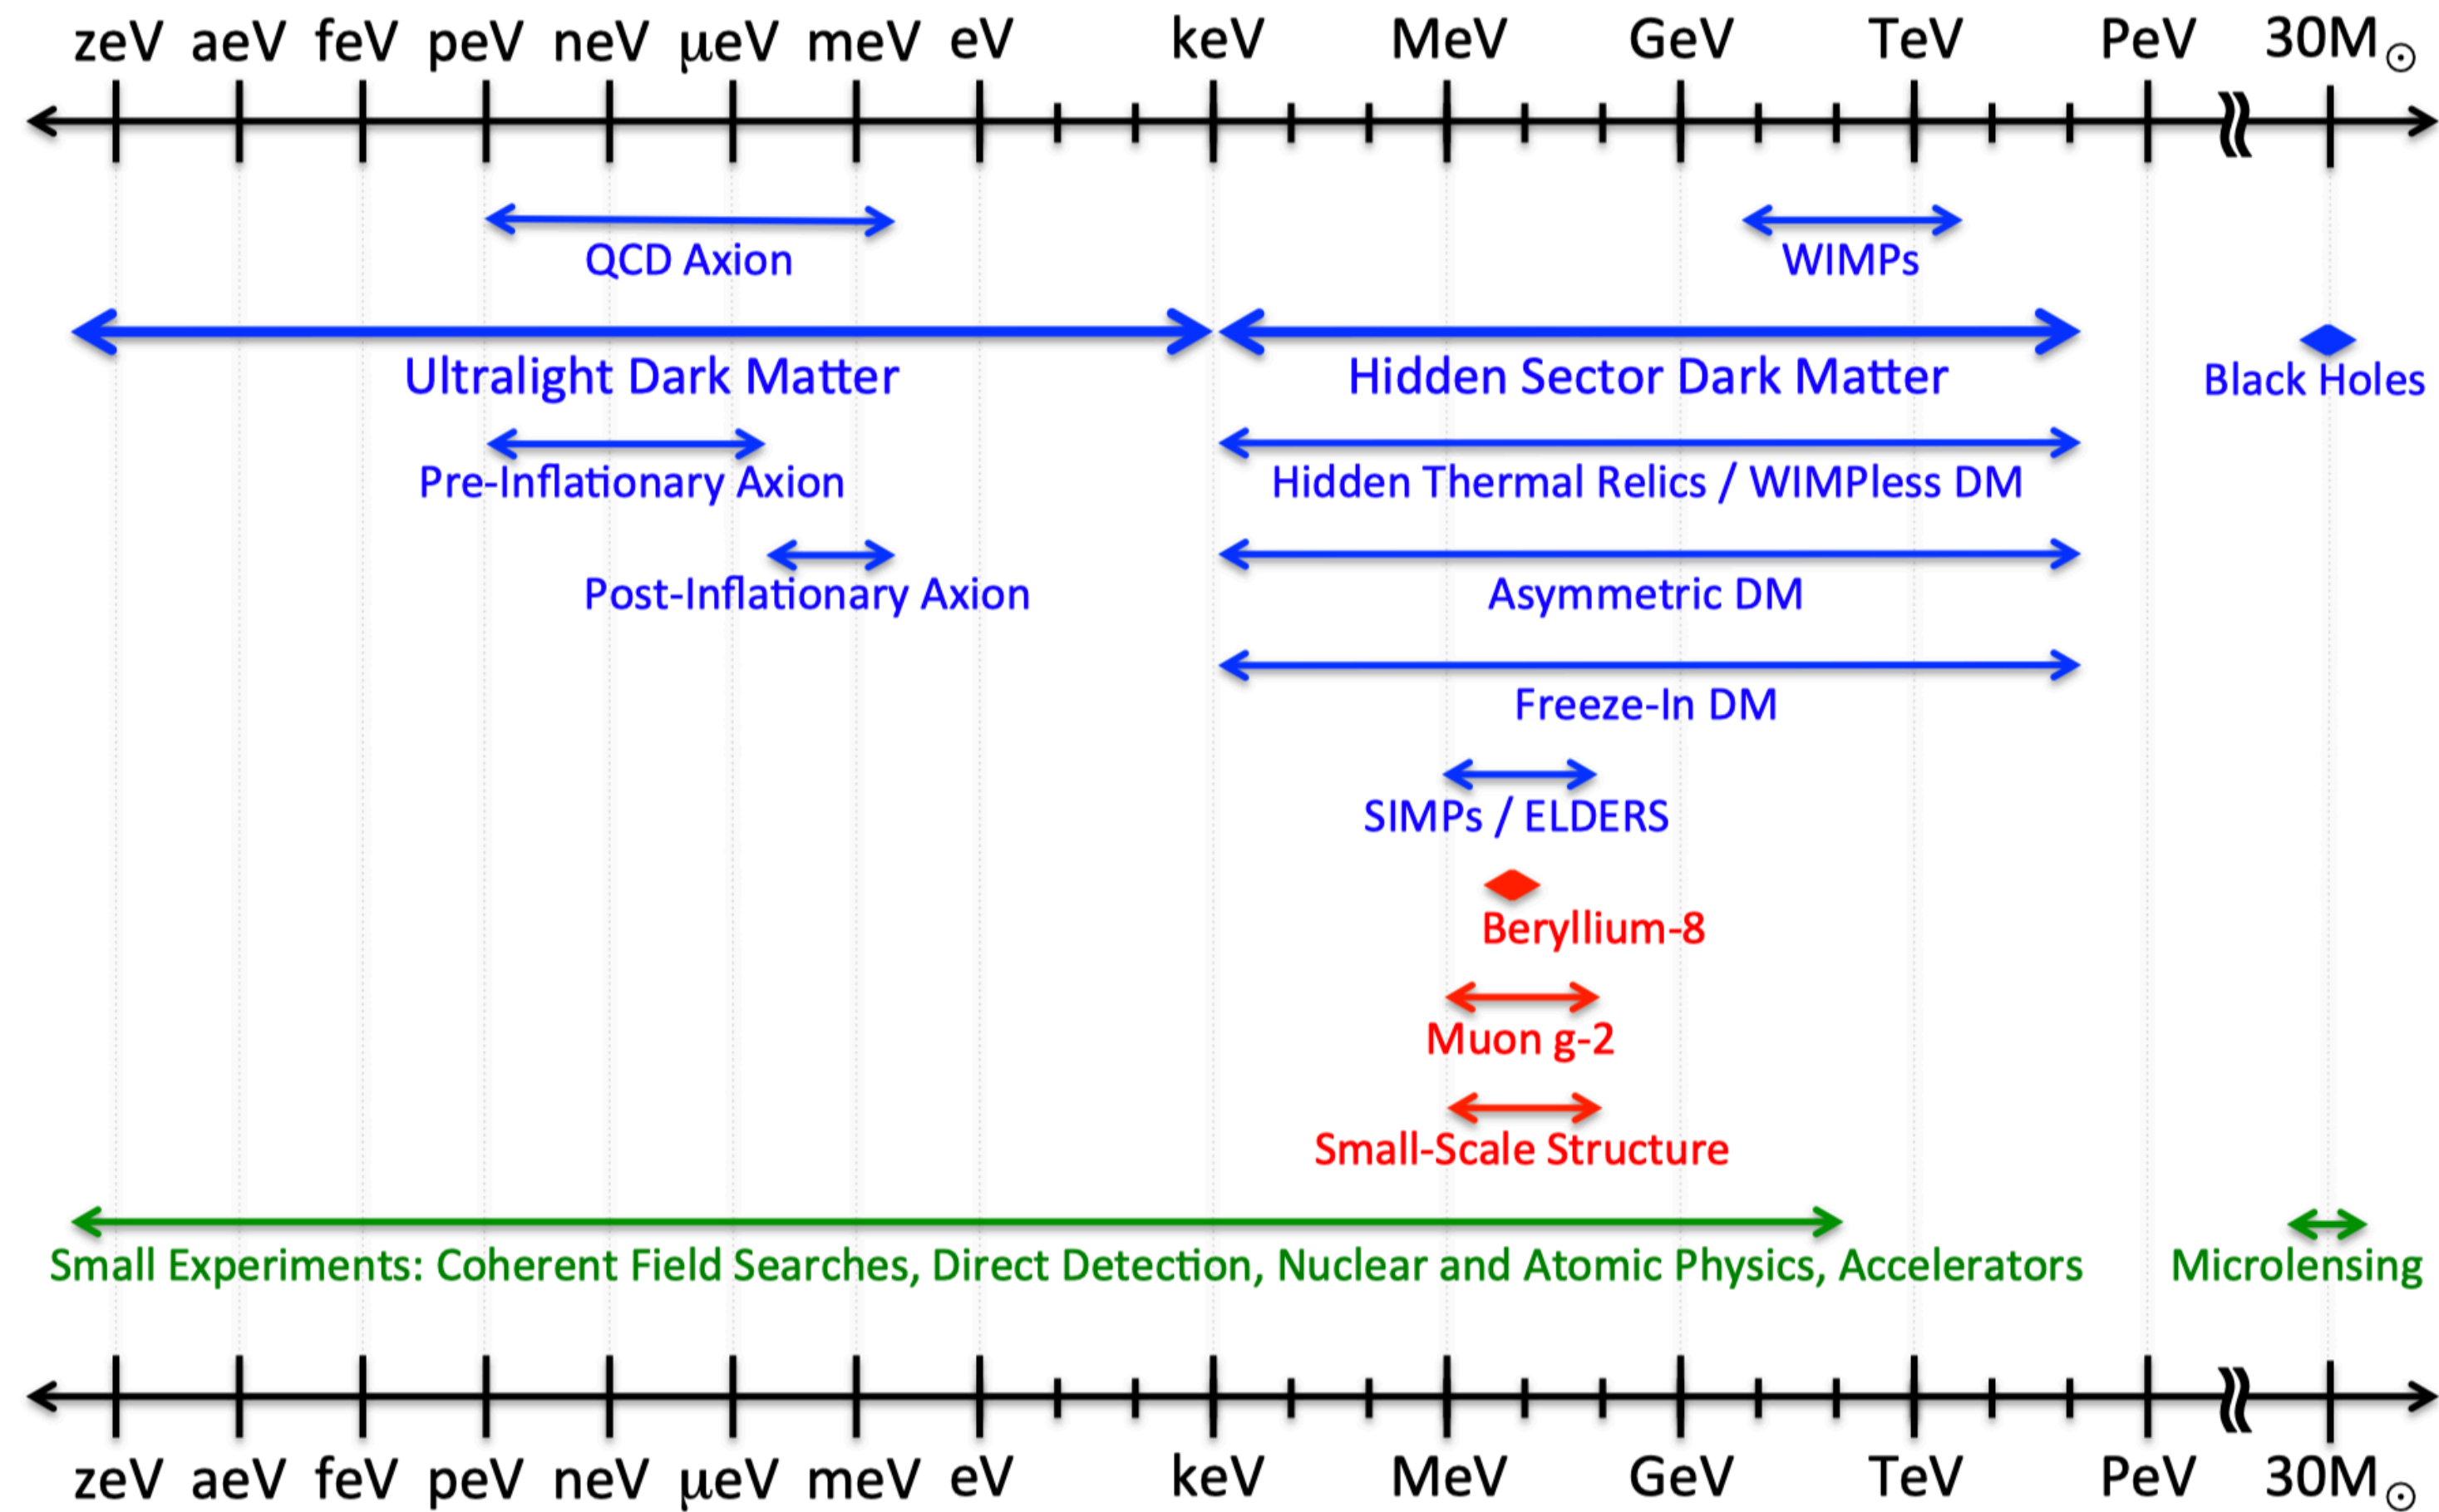 zeV aeV feV peV neV μeV meV eV keV MeV GeV TeV PeV 30M☉
QCD Axion WIMPs
Ultralight Dark Matter Hidden Sector Dark Matter Black Holes
Pre-Inflationary Axion Hidden Thermal Relics / WIMPless DM
Post-Inflationary Axion Asymmetric DM
Freeze-In DM
SIMPs / ELDERS
Beryllium-8
Muon g-2
Small-Scale Structure
Small Experiments: Coherent Field Searches, Direct Detection, Nuclear and Atomic Physics, Accelerators Microlensing
zeV aeV feV peV neV μeV meV eV keV MeV GeV TeV PeV 30M☉